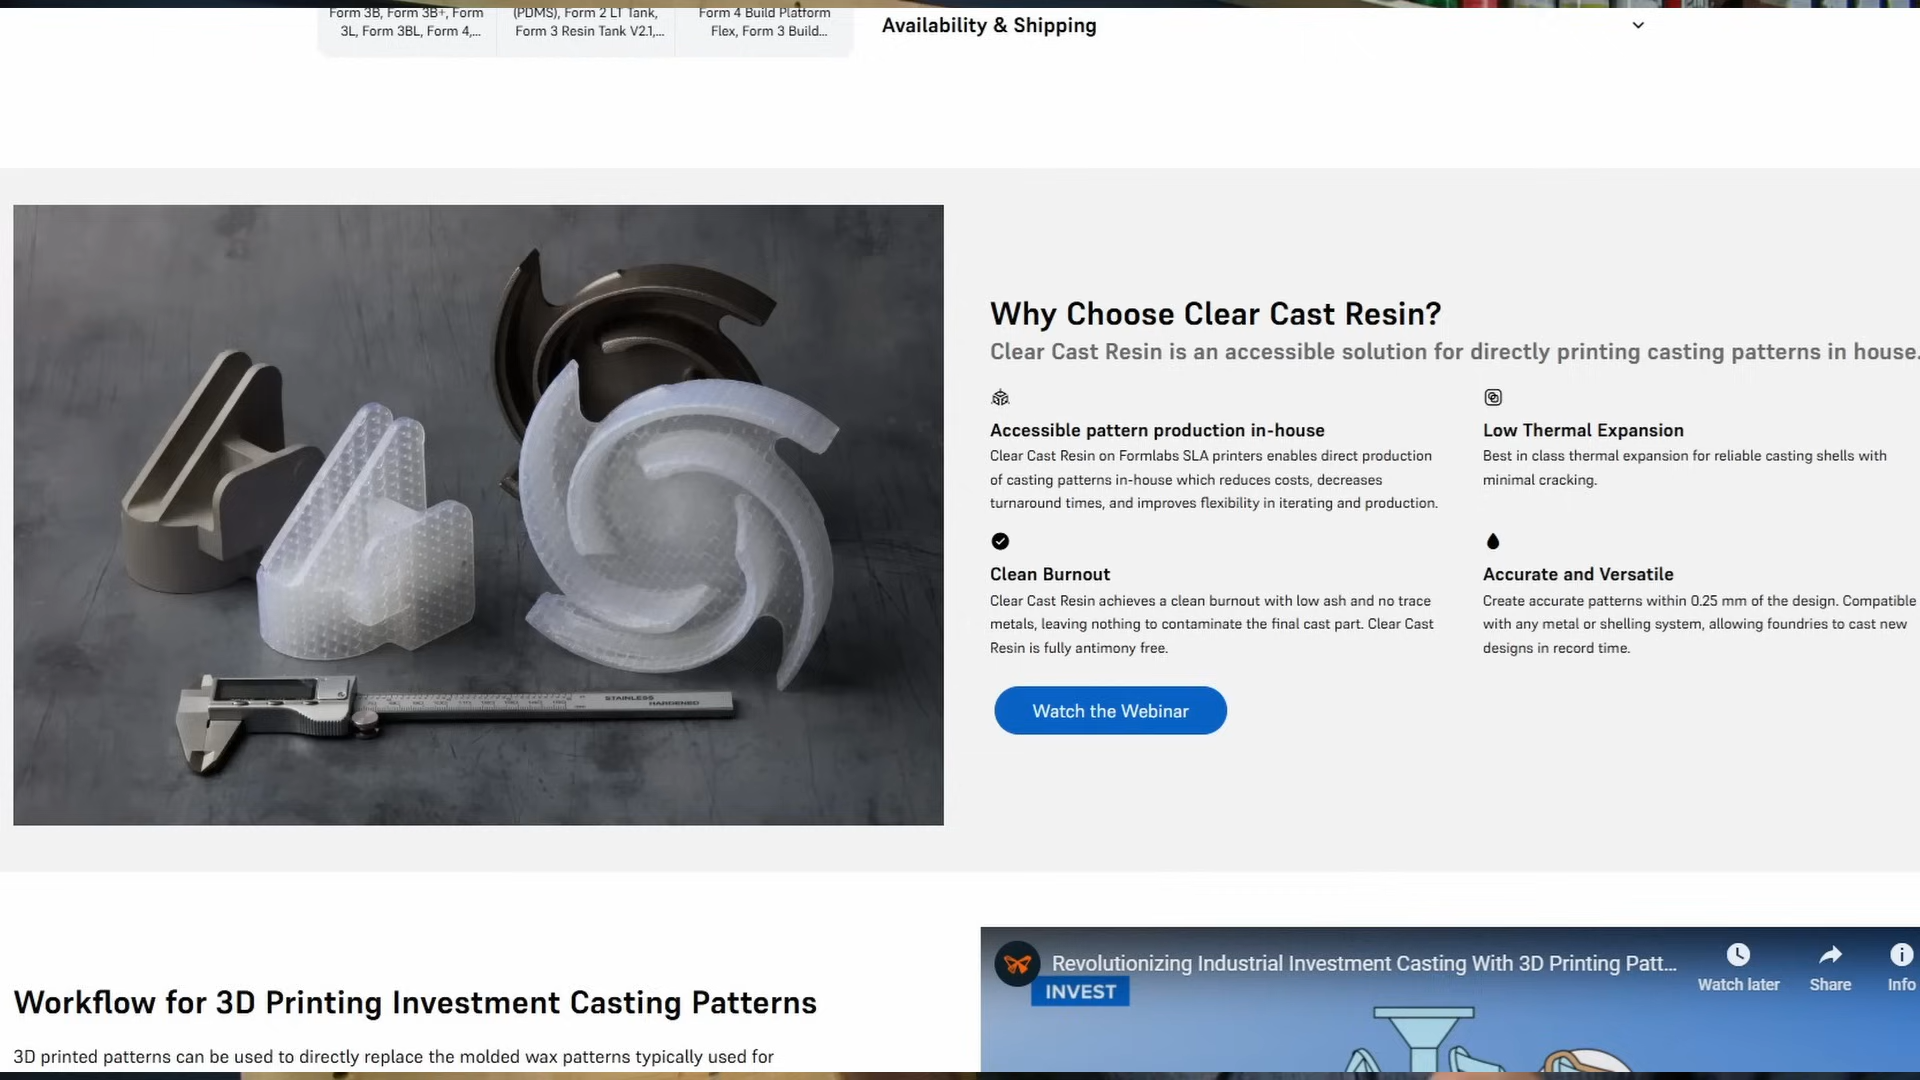 Form 3B, Form 3B+, Form
3L, Form 3BL, Form 4,...
(PDMS), Form 2 LT Tank,
Form 3 Resin Tank V2.1,...
Form 4 Build Platform
Flex, Form 3 Build...
Availability & Shipping
STAINLESS
HARDENED
Why Choose Clear Cast Resin?
Clear Cast Resin is an accessible solution for directly printing casting patterns in house.
Accessible pattern production in-house
Clear Cast Resin on Formlabs SLA printers enables direct production
of casting patterns in-house which reduces costs, decreases
turnaround times, and improves flexibility in iterating and production.
Low Thermal Expansion
Best in class thermal expansion for reliable casting shells with
minimal cracking.
Clean Burnout
Clear Cast Resin achieves a clean burnout with low ash and no trace
metals, leaving nothing to contaminate the final cast part. Clear Cast
Resin is fully antimony free.
Accurate and Versatile
Create accurate patterns within 0.25 mm of the design. Compatible
with any metal or shelling system, allowing foundries to cast new
designs in record time.
Watch the Webinar
Workflow for 3D Printing Investment Casting Patterns
3D printed patterns can be used to directly replace the molded wax patterns typically used for
Revolutionizing Industrial Investment Casting With 3D Printing Patt...
INVEST
Watch later
Share
Info